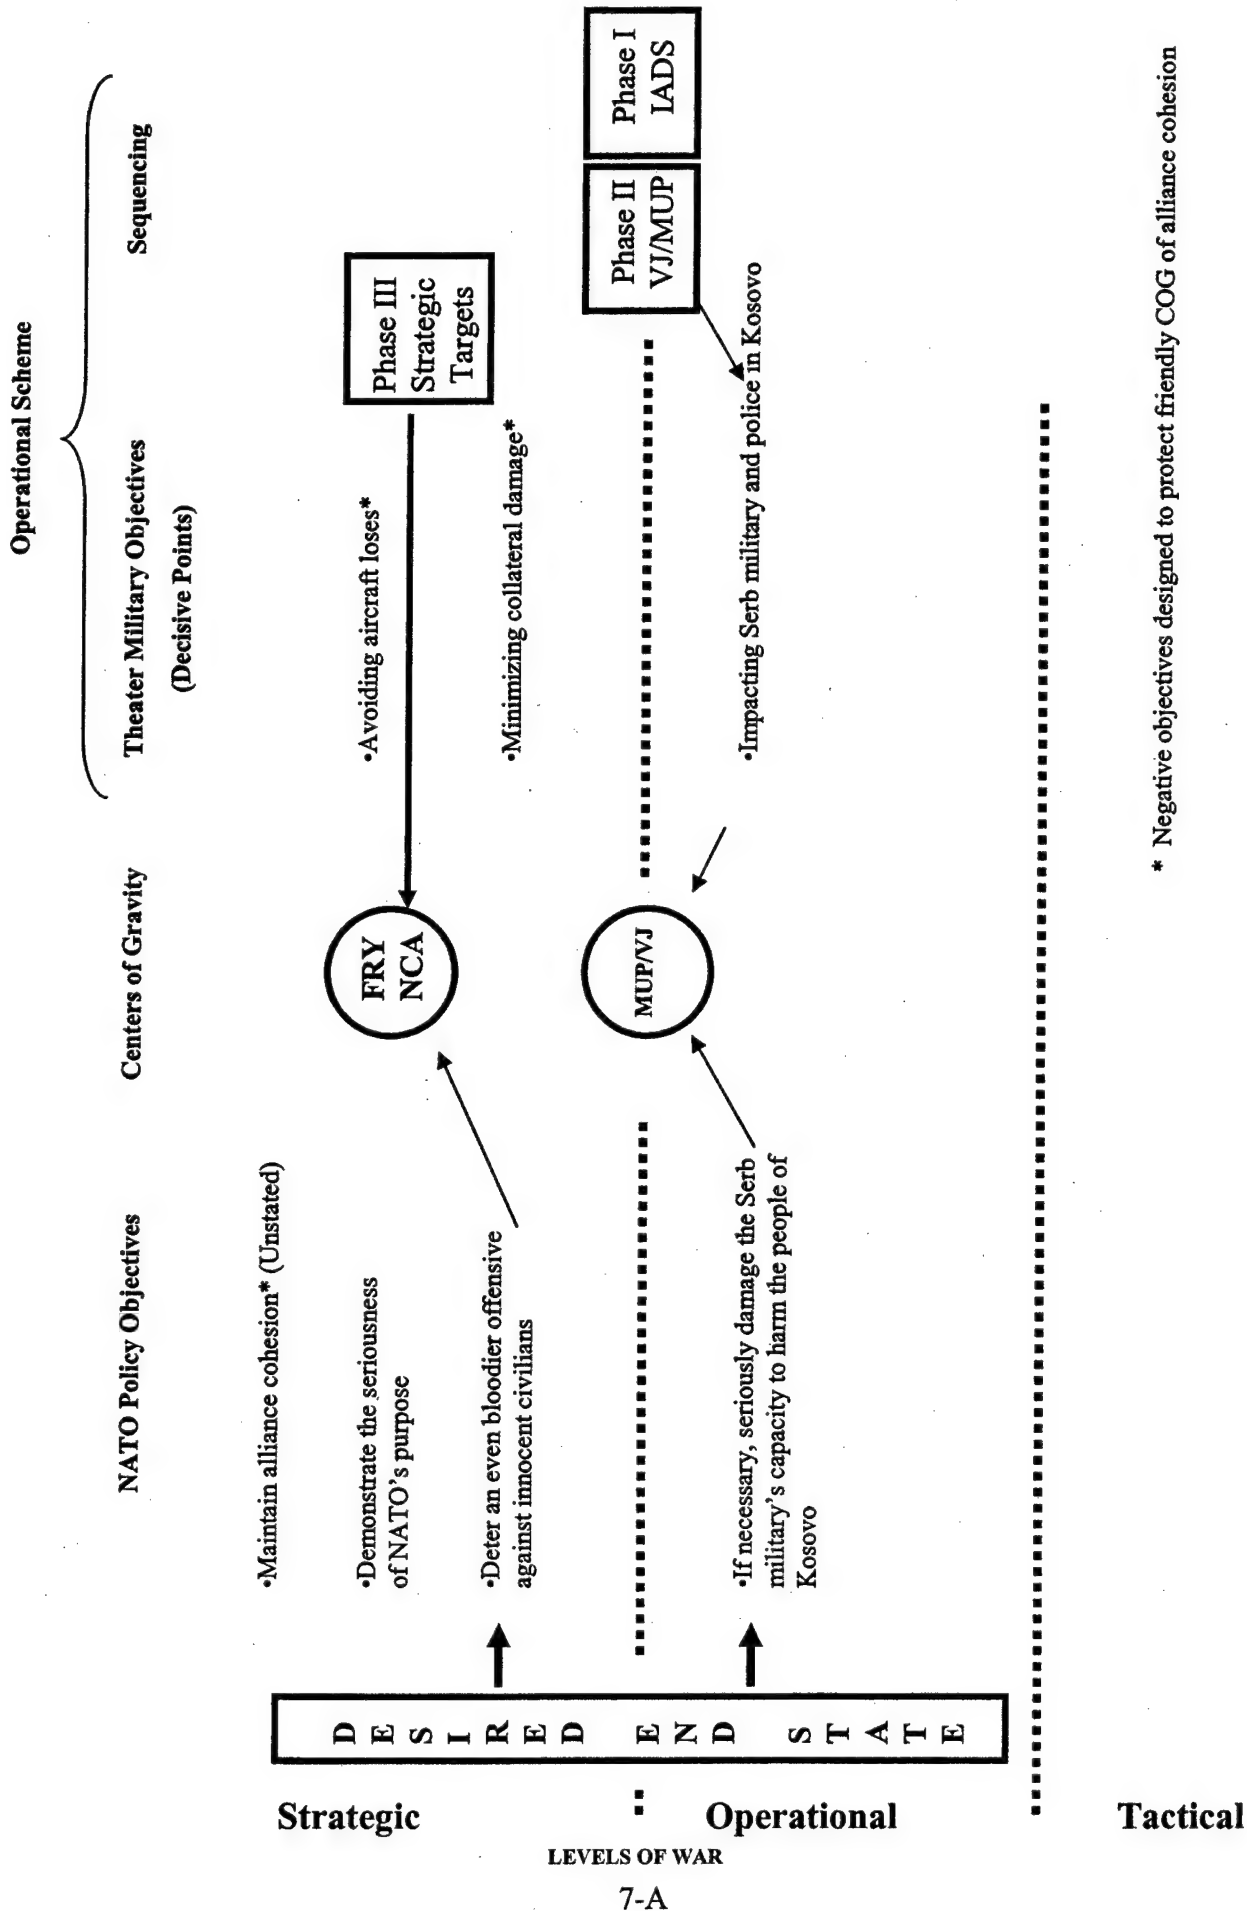 Operational Scheme
NATO Policy Objectives
Centers of Gravity
Theater Military Objectives
(Decisive Points)
Sequencing
•Maintain alliance cohesion* (Unstated)
•Demonstrate the seriousness
of NATO's purpose
•Deter an even bloodier offensive
against innocent civilians
FRY
NCA
•Avoiding aircraft loses*
•Minimizing collateral damage*
Phase III
Strategic
Targets
•If necessary, seriously damage the Serb
military's capacity to harm the people of
Kosovo
MUP/VJ
•Impacting Serb military and police in Kosovo
Phase II
VJ/MUP
Phase I
IADS
* Negative objectives designed to protect friendly COG of alliance cohesion
D
E
S
I
R
E
D
E
N
D
S
T
A
T
E
Strategic
Operational
Tactical
LEVELS OF WAR
7-A